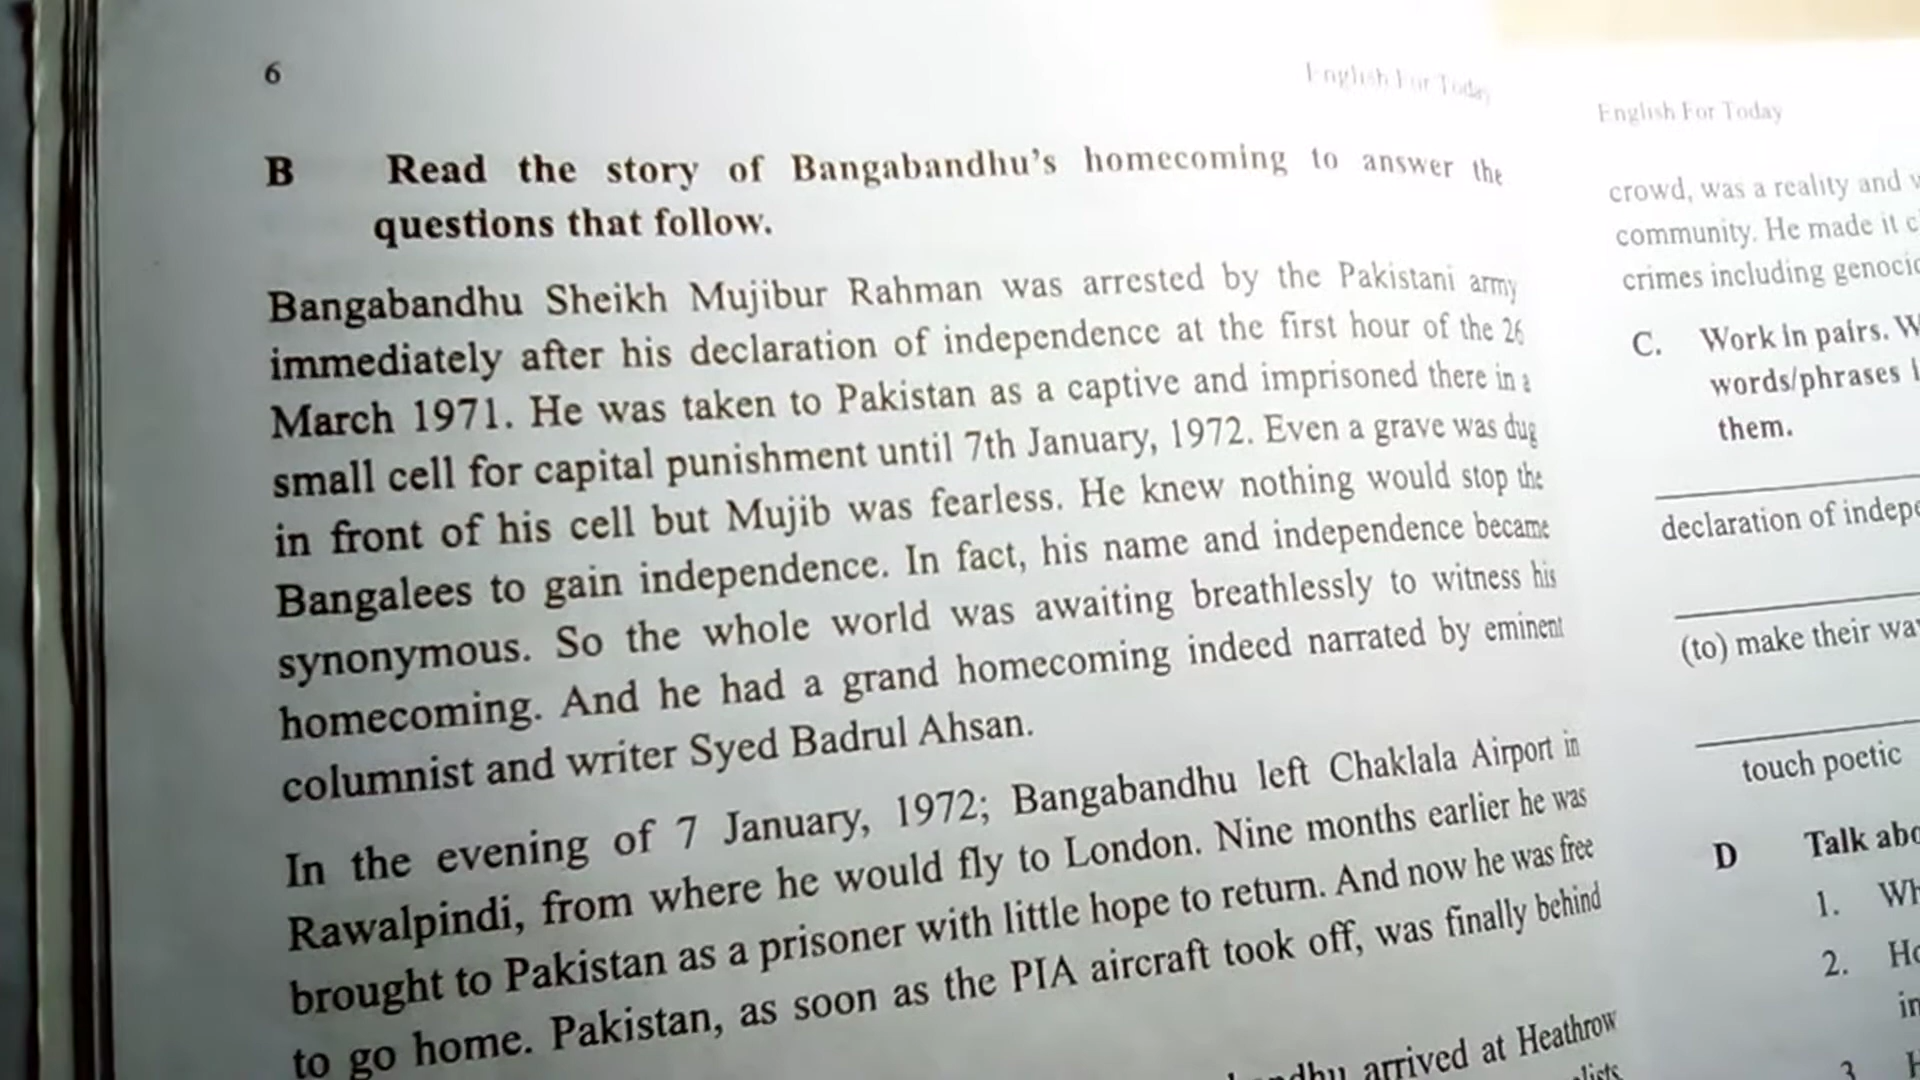 6
English For Today
B Read the story of Bangabandhu's homecoming to answer the
questions that follow.
Bangabandhu Sheikh Mujibur Rahman was arrested by the Pakistani army
immediately after his declaration of independence at the first hour of the 26
March 1971. He was taken to Pakistan as a captive and imprisoned there in a
small cell for capital punishment until 7th January, 1972. Even a grave was dug
in front of his cell but Mujib was fearless. He knew nothing would stop the
Bangalees to gain independence. In fact, his name and independence became
synonymous. So the whole world was awaiting breathlessly to witness his
homecoming. And he had a grand homecoming indeed narrated by eminent
columnist and writer Syed Badrul Ahsan.
In the evening of 7 January, 1972; Bangabandhu left Chaklala Airport in
Rawalpindi, from where he would fly to London. Nine months earlier he was
brought to Pakistan as a prisoner with little hope to return. And now he was free
to go home. Pakistan, as soon as the PIA aircraft took off, was finally behind
arrived at Heathrow
English For Today
crowd, was a reality and
community. He made it
crimes including
C. Work in pairs.
words/phrases
them.
declaration of
(to) make their
touch poetic
D Talk
1.
2.
3